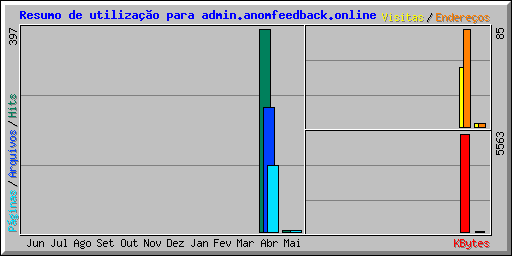 Resumo de utilização para admin.anomfeedback.online
Visitas / Endereços
397
85
5563
Páginas / Arquivos / Hits
Jun Jul Ago Set Out Nov Dez Jan Fev Mar Abr Mai
KBytes